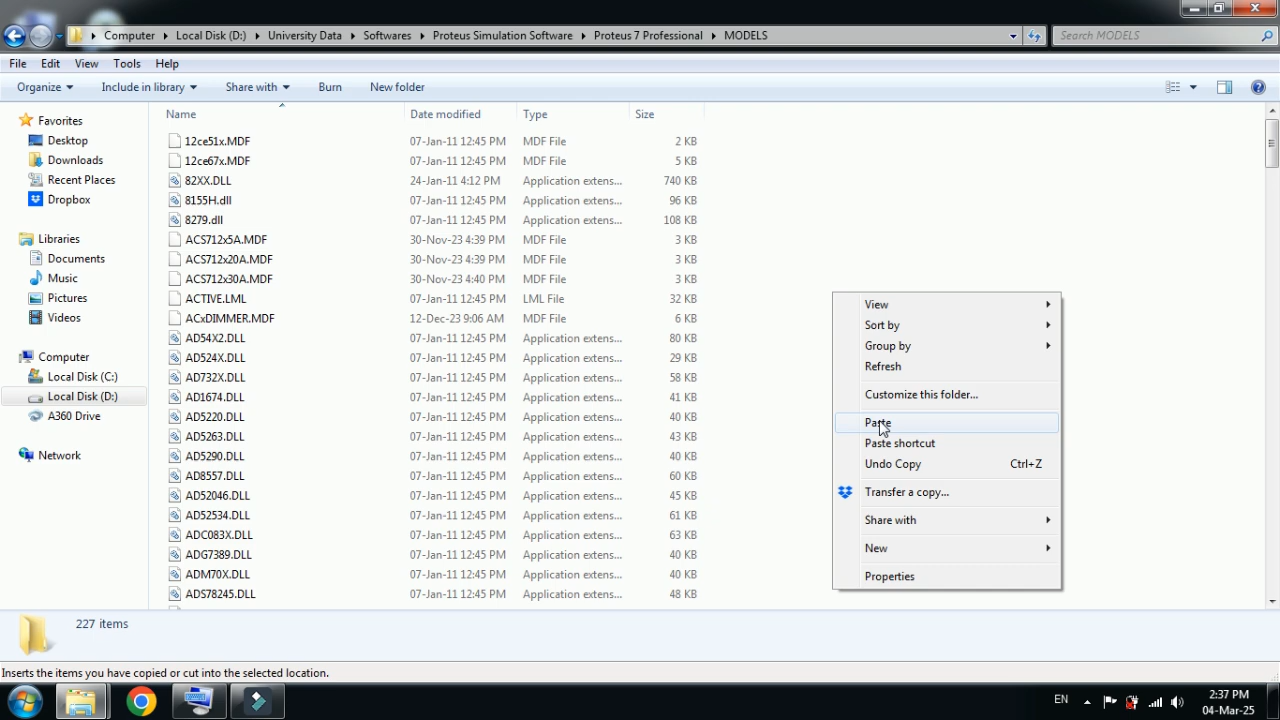 Computer Local Disk (D:) University Data Softwares Proteus Simulation Software Proteus 7 Professional MODELS Search MODELS
File Edit View Tools Help
Organize Include in library Share with Burn New folder
Favorites
Desktop
Downloads
Recent Places
Dropbox
Libraries
Documents
Music
Pictures
Videos
Computer
Local Disk (C:)
Local Disk (D:)
A360 Drive
Network
Name Date modified Type Size
12ce51x.MDF 07-Jan-11 12:45 PM MDF File 2 KB
12ce67x.MDF 07-Jan-11 12:45 PM MDF File 5 KB
82XX.DLL 24-Jan-11 4:12 PM Application extens... 740 KB
8155H.dll 07-Jan-11 12:45 PM Application extens... 96 KB
8279.dll 07-Jan-11 12:45 PM Application extens... 108 KB
ACS712x5A.MDF 30-Nov-23 4:39 PM MDF File 3 KB
ACS712x20A.MDF 30-Nov-23 4:39 PM MDF File 3 KB
ACS712x30A.MDF 30-Nov-23 4:40 PM MDF File 3 KB
ACTIVE.LML 07-Jan-11 12:45 PM LML File 32 KB
ACxDIMMER.MDF 12-Dec-23 9:06 AM MDF File 6 KB
AD54X2.DLL 07-Jan-11 12:45 PM Application extens... 80 KB
AD524X.DLL 07-Jan-11 12:45 PM Application extens... 29 KB
AD732X.DLL 07-Jan-11 12:45 PM Application extens... 58 KB
AD1674.DLL 07-Jan-11 12:45 PM Application extens... 41 KB
AD5220.DLL 07-Jan-11 12:45 PM Application extens... 40 KB
AD5263.DLL 07-Jan-11 12:45 PM Application extens... 43 KB
AD5290.DLL 07-Jan-11 12:45 PM Application extens... 40 KB
AD8557.DLL 07-Jan-11 12:45 PM Application extens... 60 KB
AD52046.DLL 07-Jan-11 12:45 PM Application extens... 45 KB
AD52534.DLL 07-Jan-11 12:45 PM Application extens... 61 KB
ADC083X.DLL 07-Jan-11 12:45 PM Application extens... 63 KB
ADG7389.DLL 07-Jan-11 12:45 PM Application extens... 40 KB
ADM70X.DLL 07-Jan-11 12:45 PM Application extens... 40 KB
ADS78245.DLL 07-Jan-11 12:45 PM Application extens... 48 KB
View
Sort by
Group by
Refresh
Customize this folder...
Paste
Paste shortcut
Undo Copy Ctrl+Z
Transfer a copy...
Share with
New
Properties
227 items
Inserts the items you have copied or cut into the selected location.
EN 2:37 PM
04-Mar-25